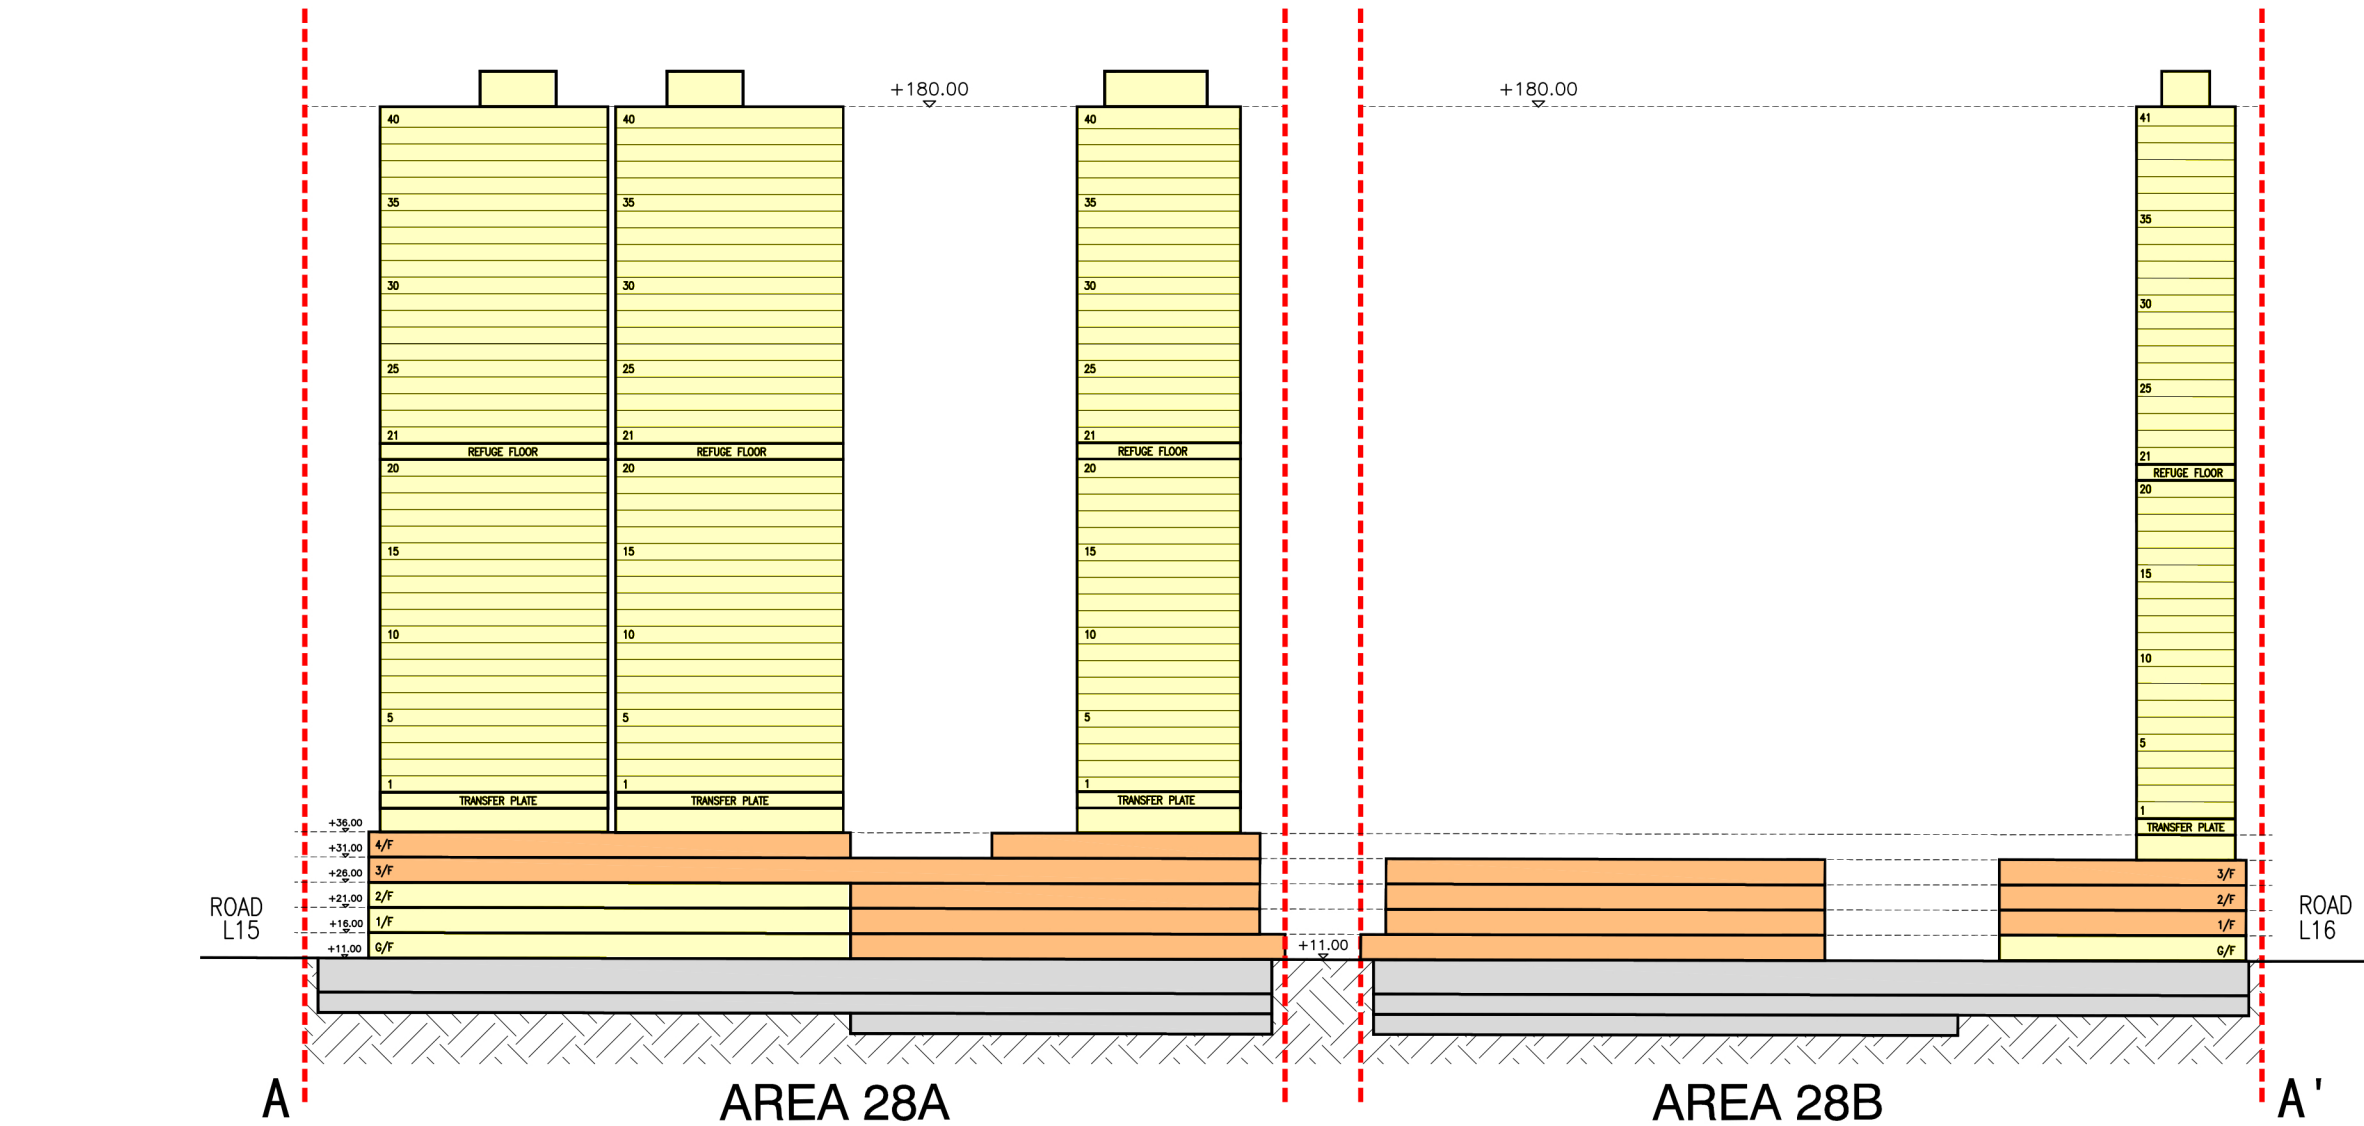 +180.00
+180.00
40
40
40
41
35
35
35
35
30
30
30
30
25
25
25
25
21
21
21
21
REFUGE FLOOR
REFUGE FLOOR
REFUGE FLOOR
REFUGE FLOOR
20
20
20
20
15
15
15
15
10
10
10
10
5
5
5
5
1
1
1
1
TRANSFER PLATE
TRANSFER PLATE
TRANSFER PLATE
TRANSFER PLATE
+36.00
4/F
+31.00
3/F
3/F
+26.00
2/F
2/F
+21.00
1/F
1/F
+16.00
G/F
G/F
+11.00
+11.00
ROAD
L15
ROAD
L16
A
AREA 28A
AREA 28B
A'